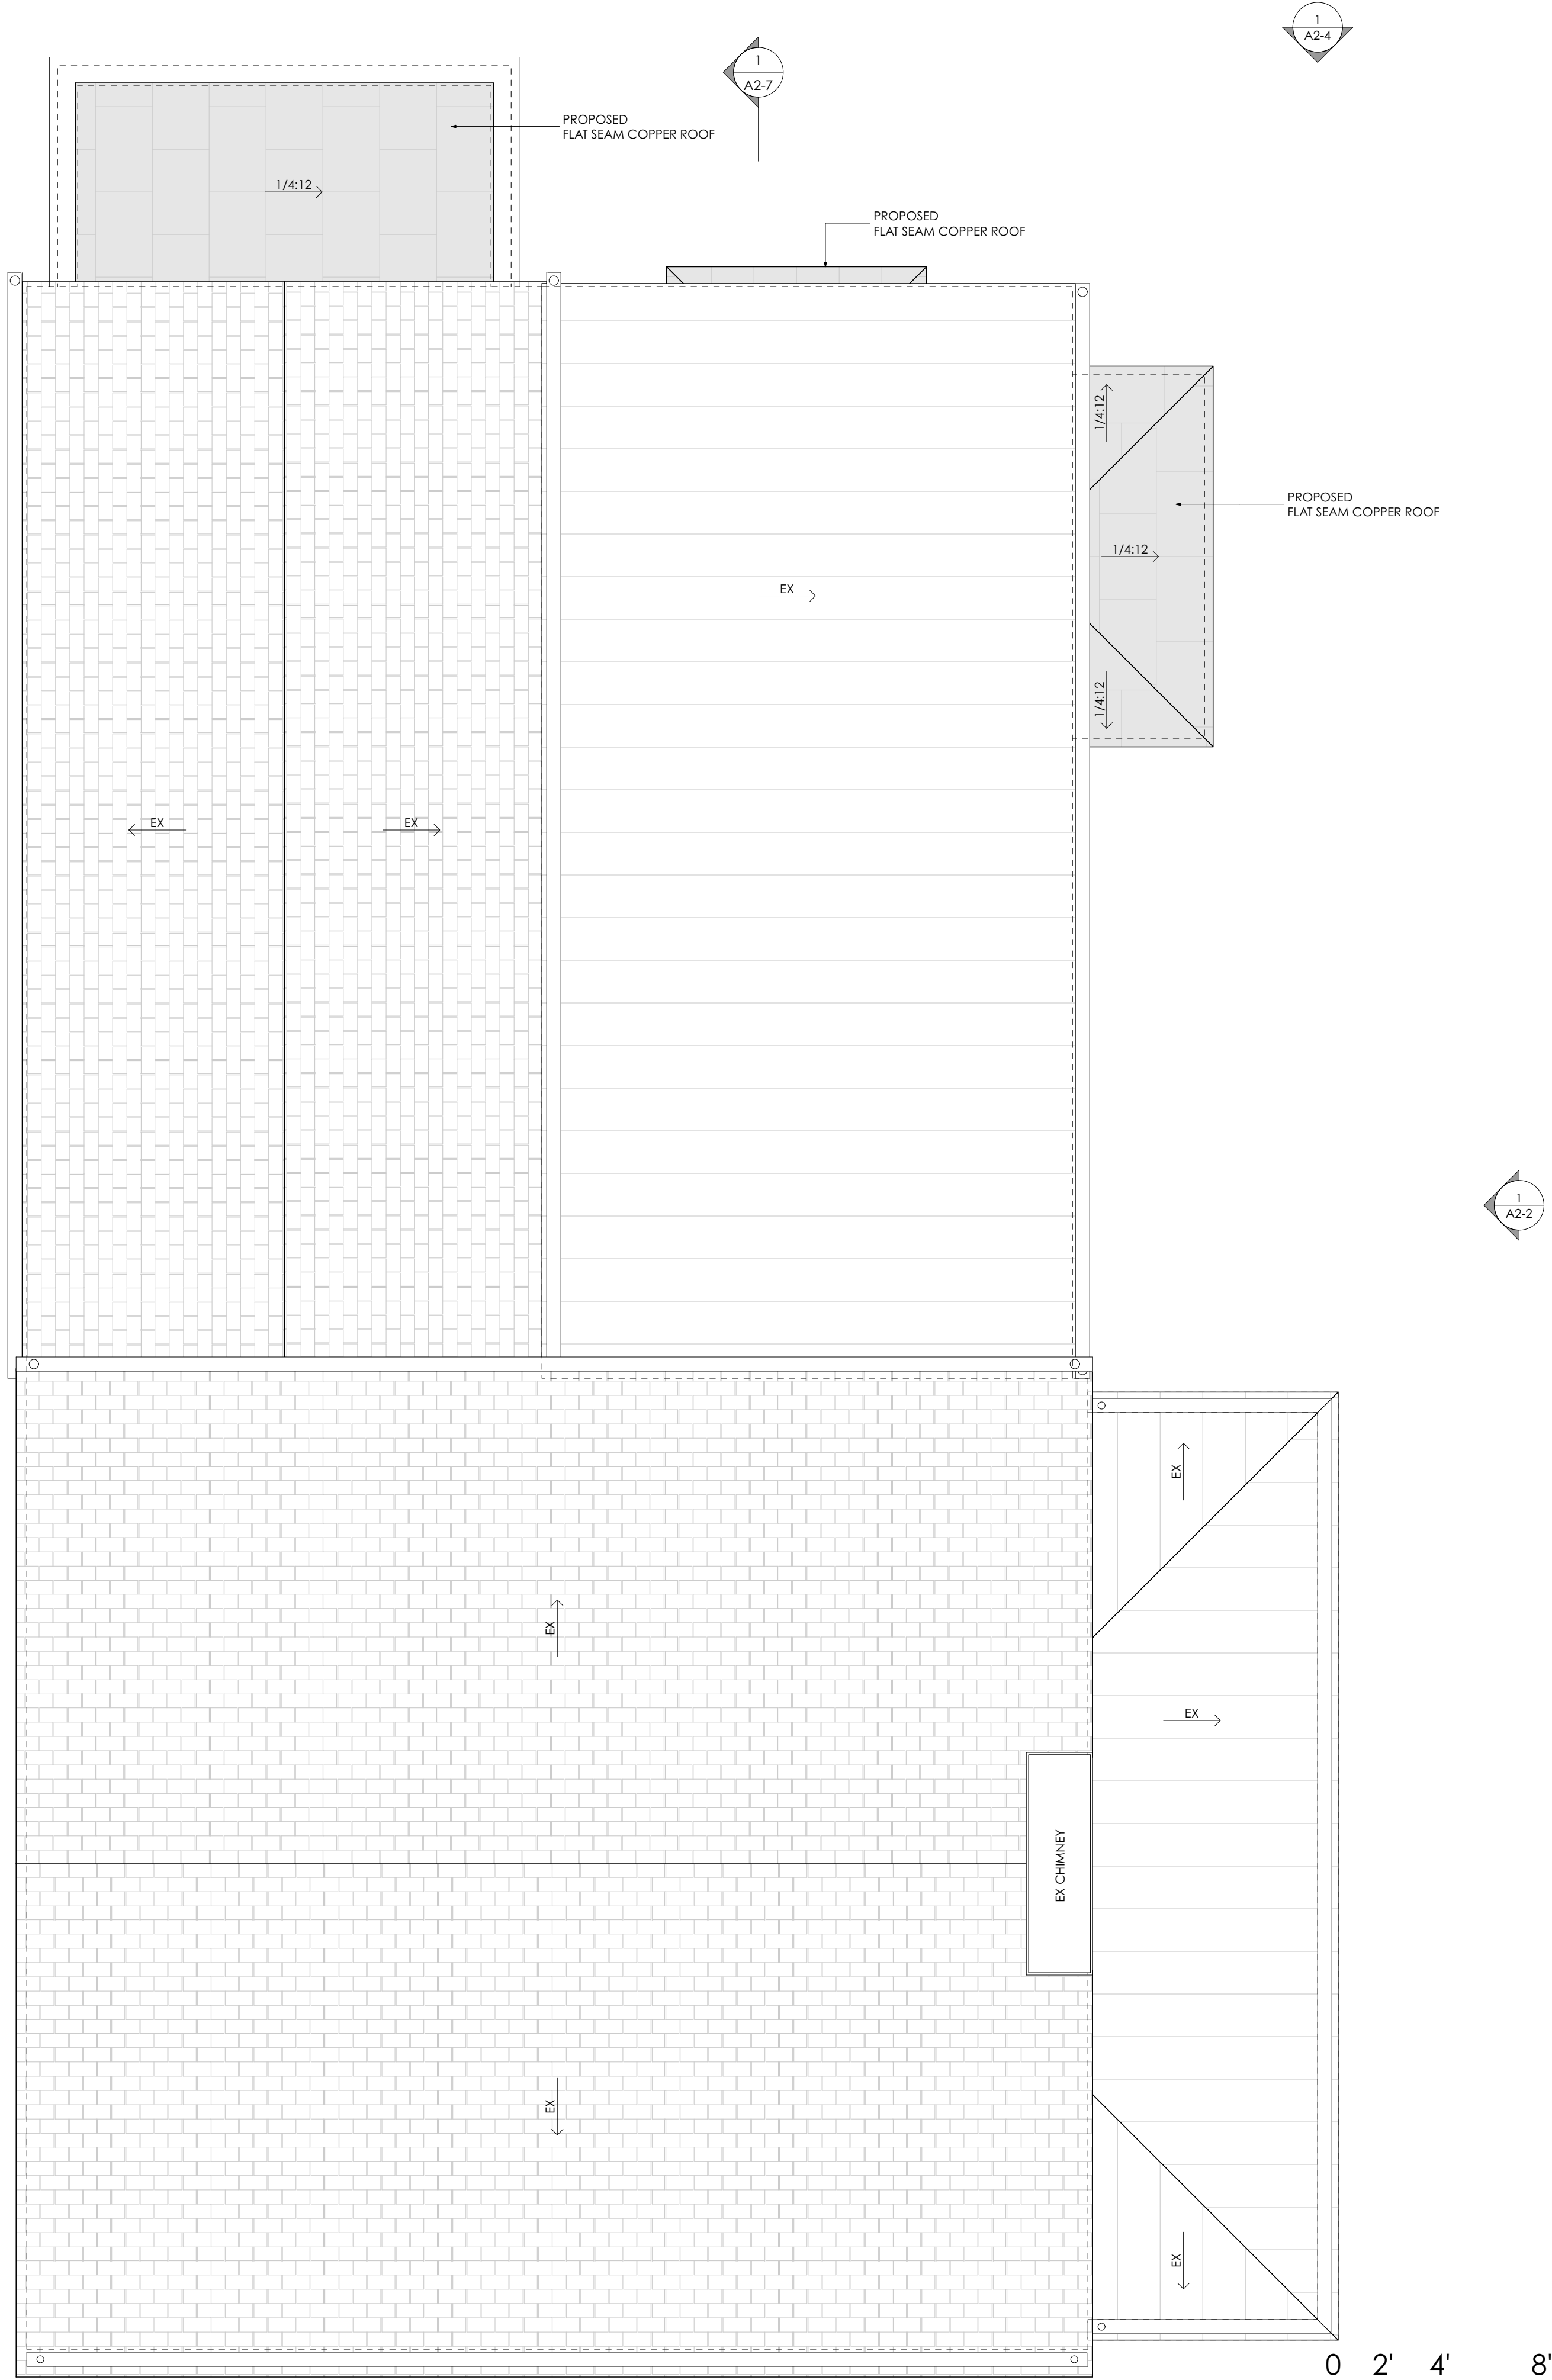 1
A2-4
1
A2-7
PROPOSED
FLAT SEAM COPPER ROOF
1/4:12
PROPOSED
FLAT SEAM COPPER ROOF
1/4:12
PROPOSED
FLAT SEAM COPPER ROOF
1/4:12
EX
1/4:12
EX
EX
1
A2-2
EX
EX
EX
EX CHIMNEY
EX
EX
0 2' 4' 8'